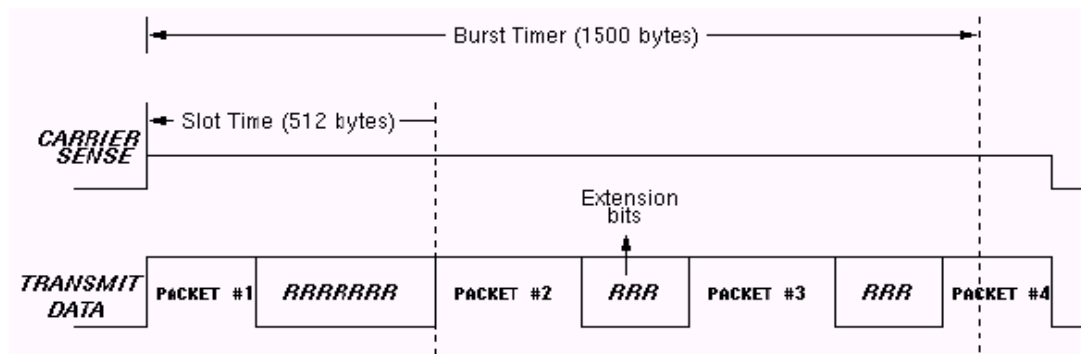 Burst Timer (1500 bytes)
Slot Time (512 bytes)
CARRIER
SENSE
Extension
bits
TRANSMIT
DATA
PACKET #1
RRRRRRR
PACKET #2
RRR
PACKET #3
RRR
PACKET #4